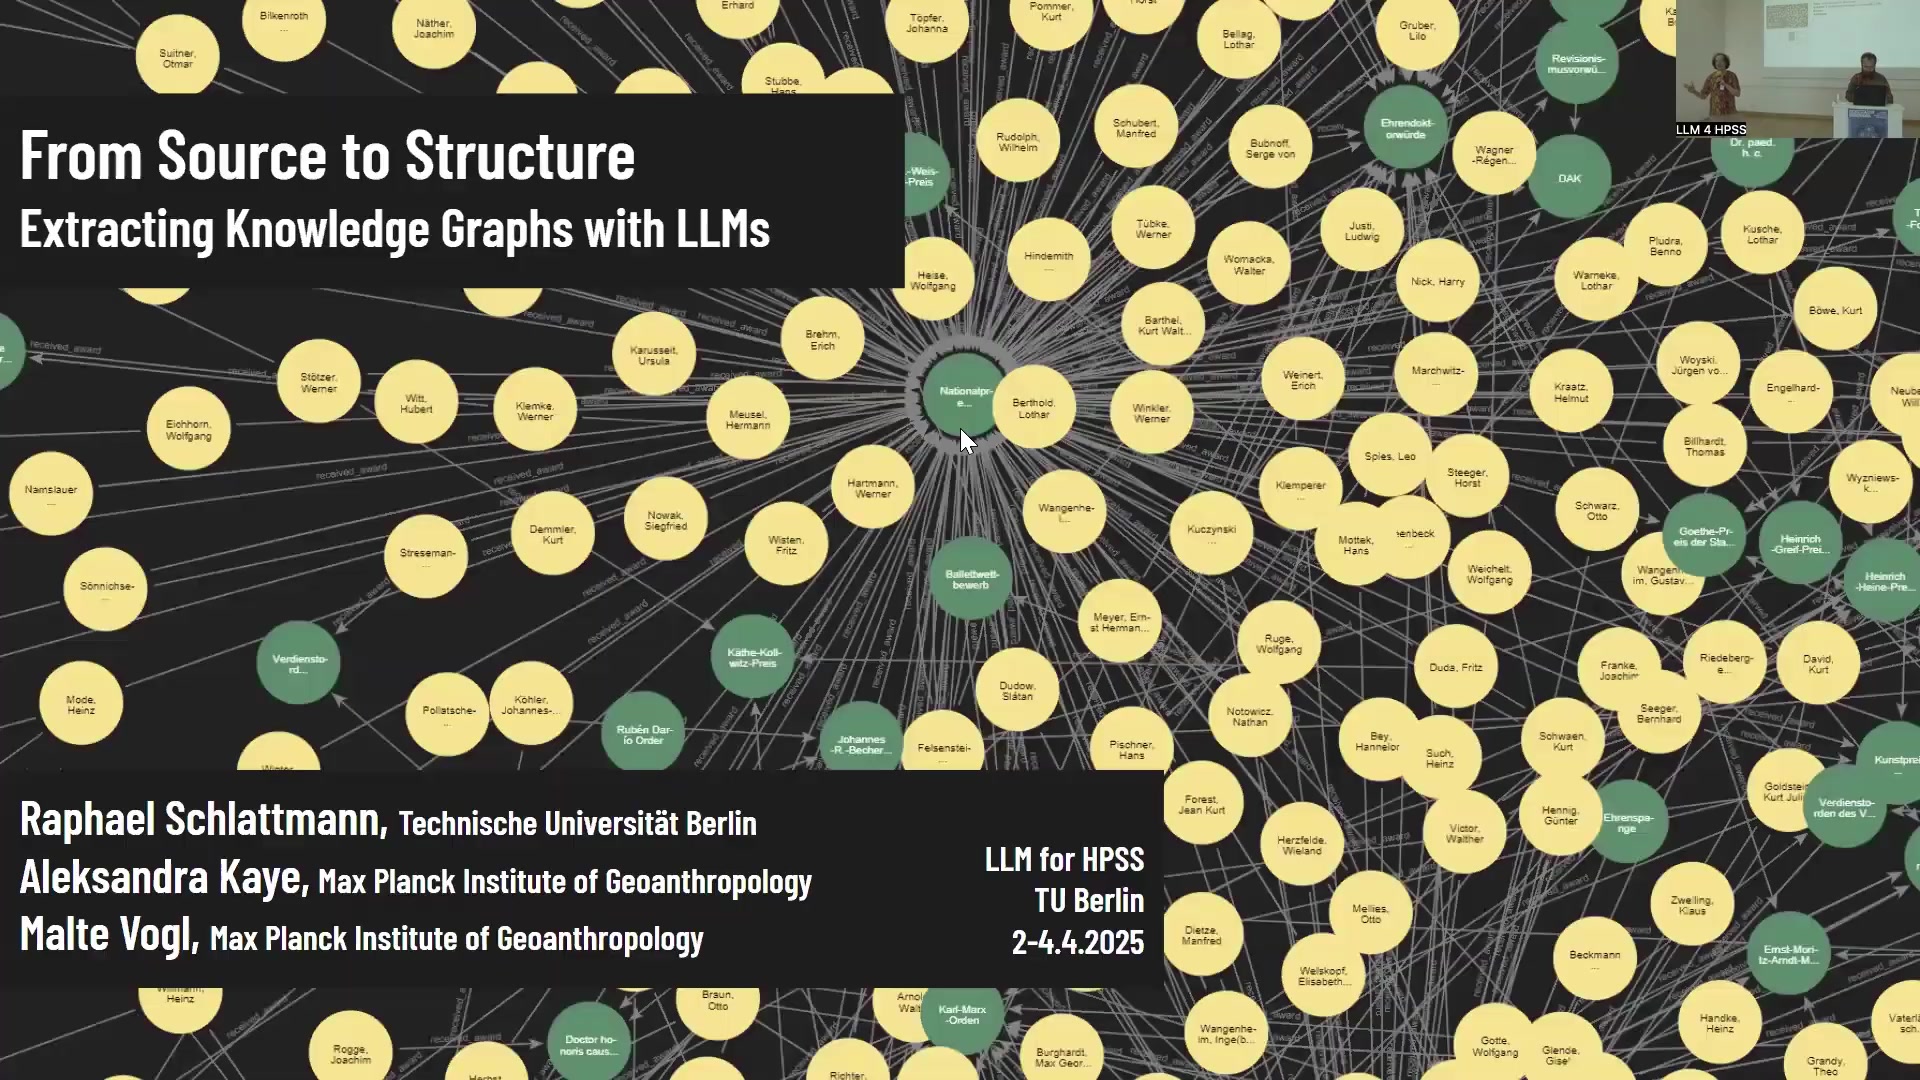 From Source to Structure
Extracting Knowledge Graphs with LLMs
Raphael Schlattmann, Technische Universität Berlin
Aleksandra Kaye, Max Planck Institute of Geoanthropology
Malte Vogl, Max Planck Institute of Geoanthropology
LLM for HPSS
TU Berlin
2-4.4.2025
LLM 4 HPSS
Bilkenroth
...
Suitner,
Otmar
Näther,
Joachim
Erhard
Stubbe,
Hans
Töpfer,
Johanna
Pommer,
Kurt
Bellag,
Lothar
Gruber,
Lilo
Revisionis-
musvorwü...
Ehrendokt-
orwürde
Rudolph,
Wilhelm
Schubert,
Manfred
Bubnoff,
Serge von
Wagner
-Régen...
DAK
Dr. paed.
h. c.
-Weis-
-Preis
Tübke,
Werner
Justi,
Ludwig
Pludra,
Benno
Kusche,
Lothar
Heise,
Wolfgang
Hindemith
...
Womacka,
Walter
Nick, Harry
Warneke,
Lothar
Böwe, Kurt
Brehm,
Erich
Barthel,
Kurt Walt...
Karusseit,
Ursula
Stötzer,
Werner
Witt,
Hubert
Klemke,
Werner
Meusel,
Hermann
Nationalpr-
e...
Berthold,
Lothar
Winkler,
Werner
Weinert,
Erich
Marchwitz-
...
Kraatz,
Helmut
Woyski,
Jürgen vo...
Engelhard-
...
Eichhorn,
Wolfgang
Billhardt,
Thomas
Spies, Leo
Steeger,
Horst
Wyzniews-
k...
Namslauer
...
Hartmann,
Werner
Klemperer
...
Nowak,
Siegfried
Demmler,
Kurt
Wangenhe-
i...
Kuczynski
...
Mottek,
Hans
enbeck
...
Schwarz,
Otto
Goethe-Pr-
eis der Sta...
Heinrich
-Greif-Prei...
Streseman-
...
Wisten,
Fritz
Sönnichse-
...
Ballettwett-
bewerb
Weichelt,
Wolfgang
Wangenh-
im, Gustav...
Heinrich
-Heine-Pre...
Meyer, Ern-
st Herman...
Ruge,
Wolfgang
Verdiensto-
rd...
Käthe-Koll-
witz-Preis
Duda, Fritz
Franke,
Joachim
Riedeberg-
e...
David,
Kurt
Dudow,
Slátan
Mode,
Heinz
Pollatsche-
...
Köhler,
Johannes-...
Notowicz,
Nathan
Seeger,
Bernhard
Rubén Dar-
ío Order
Johannes
-R.-Becher...
Felsenstei-
...
Pischner,
Hans
Bey,
Hannelor
Such,
Heinz
Schwaen,
Kurt
Kunstprei
...
Forest,
Jean Kurt
Goldstein
Kurt Juli
Verdiensto-
rden des V...
Hennig,
Günter
Ehrenspa-
nge
Herzfelde,
Wieland
Victor,
Walther
Zweiling,
Klaus
Mellies,
Otto
Dietze,
Manfred
Beckmann
...
Ernst-Mori-
tz-Arndt-M...
Welskopf,
Elisabeth...
Heinz
Braun,
Otto
Karl-Marx
-Orden
Handke,
Heinz
Wangenhe-
im, Inge(b...
Rogge,
Joachim
Doctor ho-
noris caus...
Burghardt,
Max Geor...
Gotte,
Wolfgang
Grandy,
Theo
Richter,
received_award